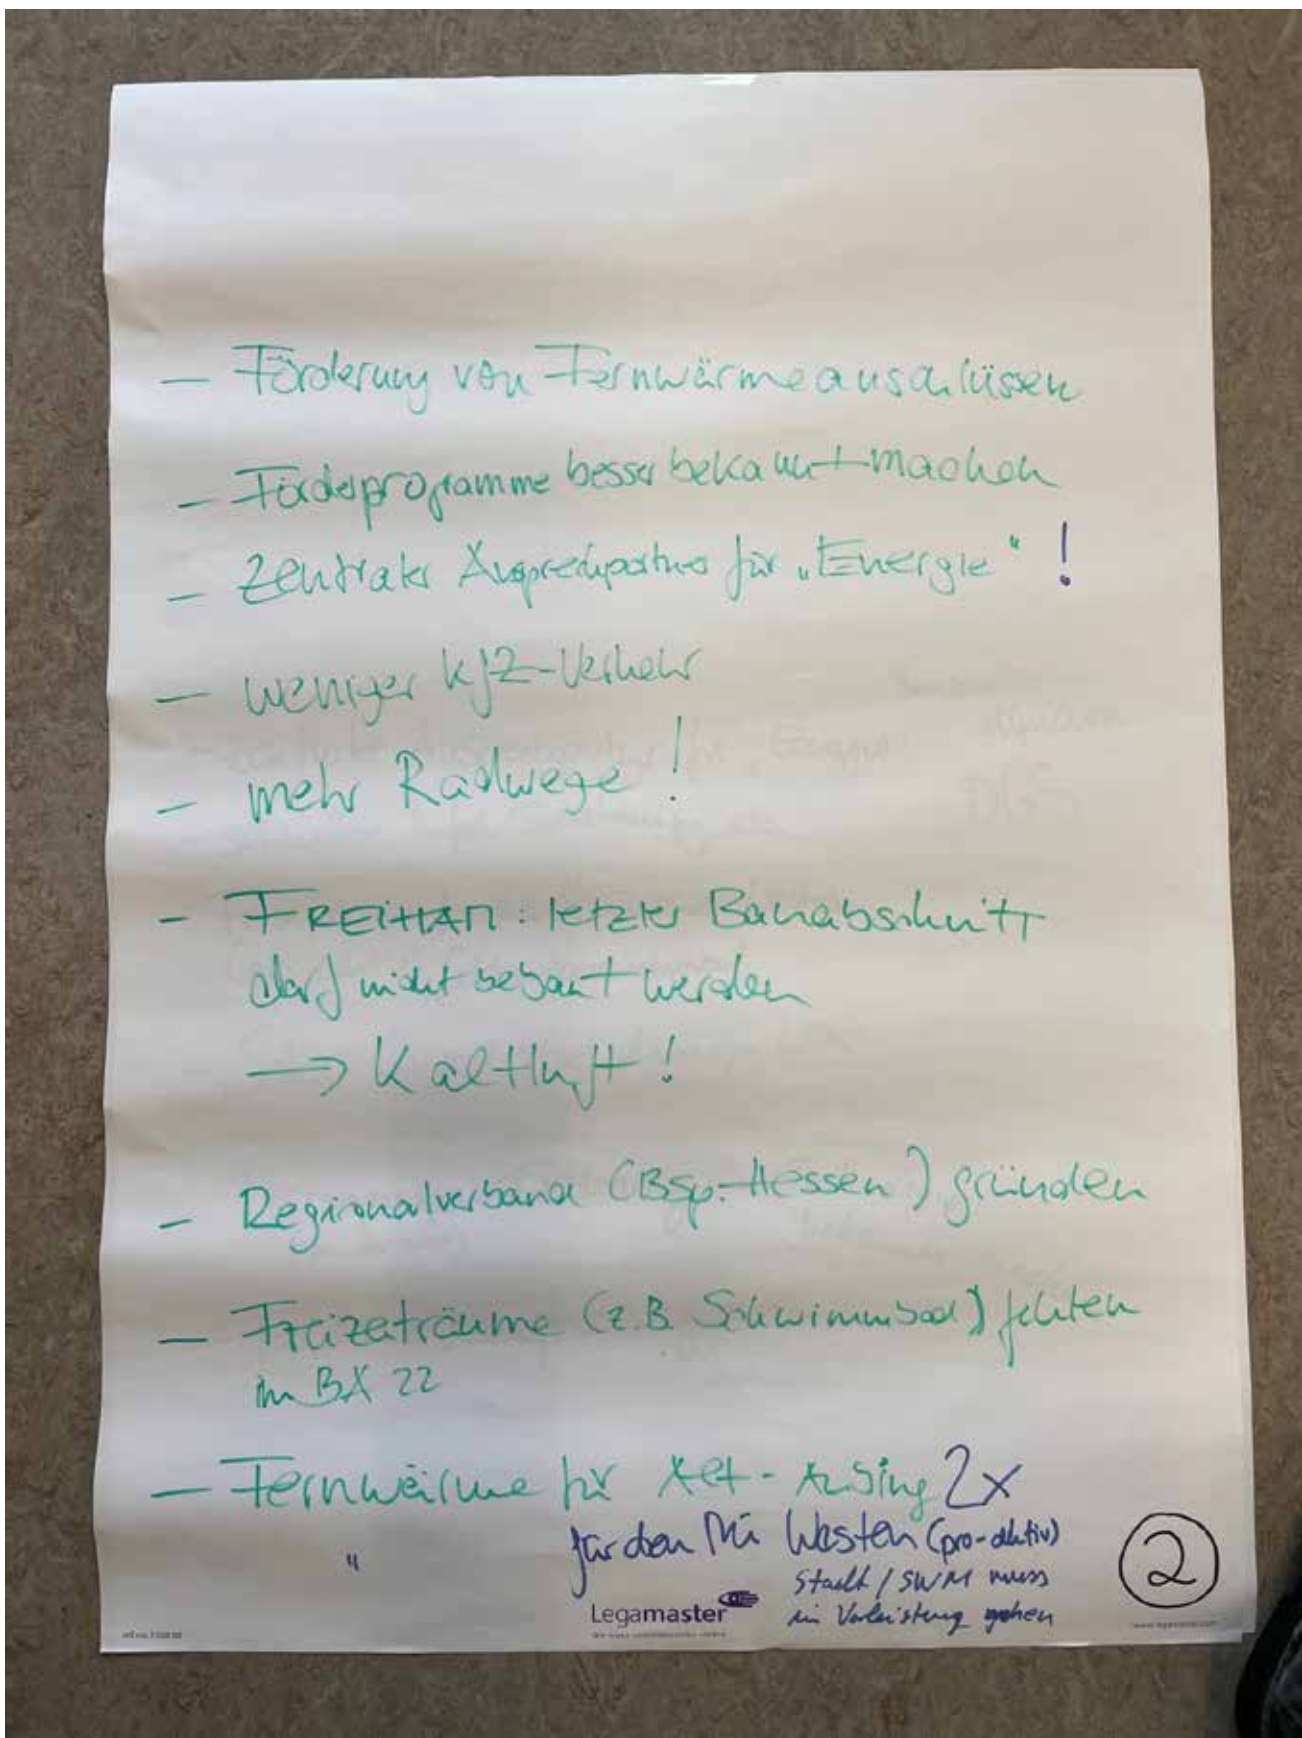 – Förderung von Fernwärmeanschlüssen
– Förderprogramme besser bekannt machen
– Zentraler Ansprechpartner für „Energie“ !
– weniger KfZ-Verkehr
– mehr Radwege !
– FREIHAM : letzter Bauabschnitt
darf nicht bebaut werden
→ Kaltluft !
– Regionalverband (Bsp. Hessen) gründen
– Freizeiträume (z.B. Schwimmbad) fehlen
im BA 22
– Fernwärme für Alt-Aubing 2x
" für den Mü Westen (pro-aktiv)
Stadt / SWM muss
in Vorleistung gehen
Legamaster
2